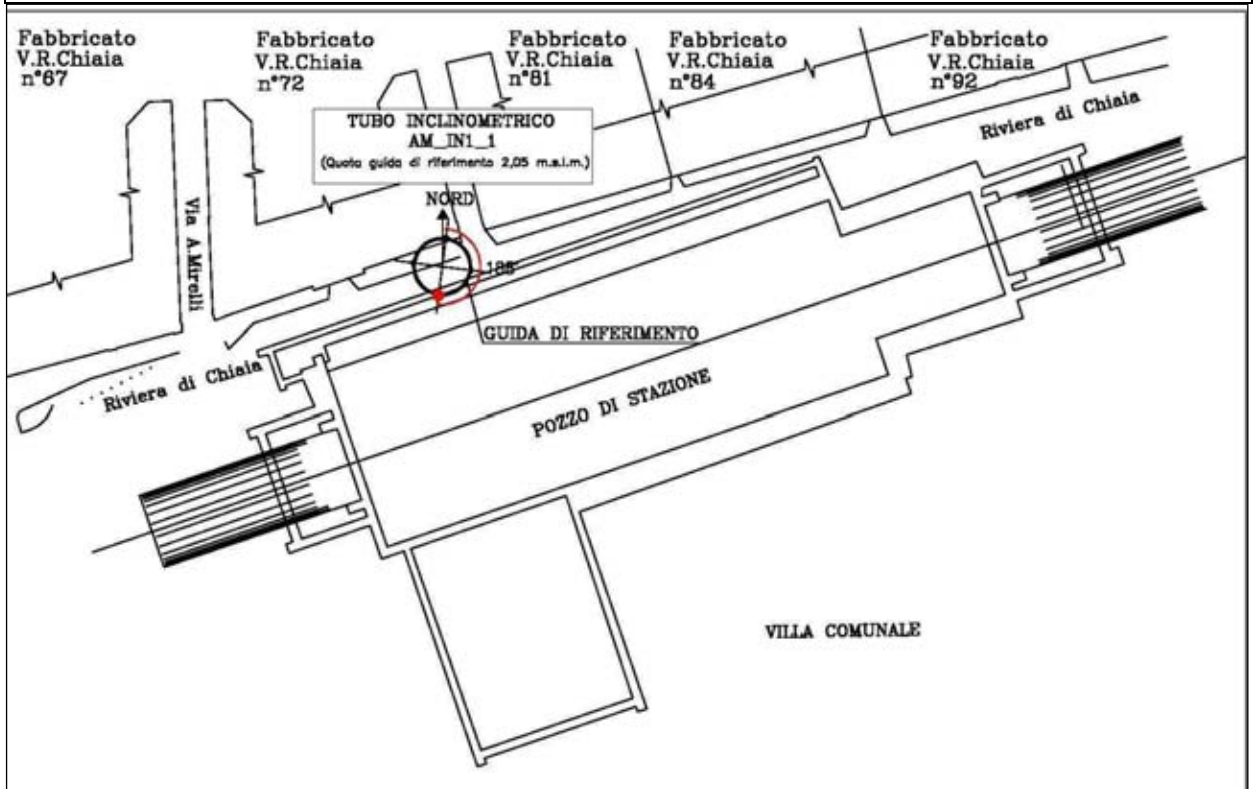 Fabbricato
V.R.Chiaia
n°67
Fabbricato
V.R.Chiaia
n°72
Fabbricato
V.R.Chiaia
n°81
Fabbricato
V.R.Chiaia
n°84
Fabbricato
V.R.Chiaia
n°92
TUBO INCLINOMETRICO
AM_IN1_1
(Quota guida di riferimento 2,05 m.s.l.m.)
Riviera di Chiaia
NORD
Via A.Mirelli
185°
GUIDA DI RIFERIMENTO
Riviera di Chiaia
POZZO DI STAZIONE
VILLA COMUNALE